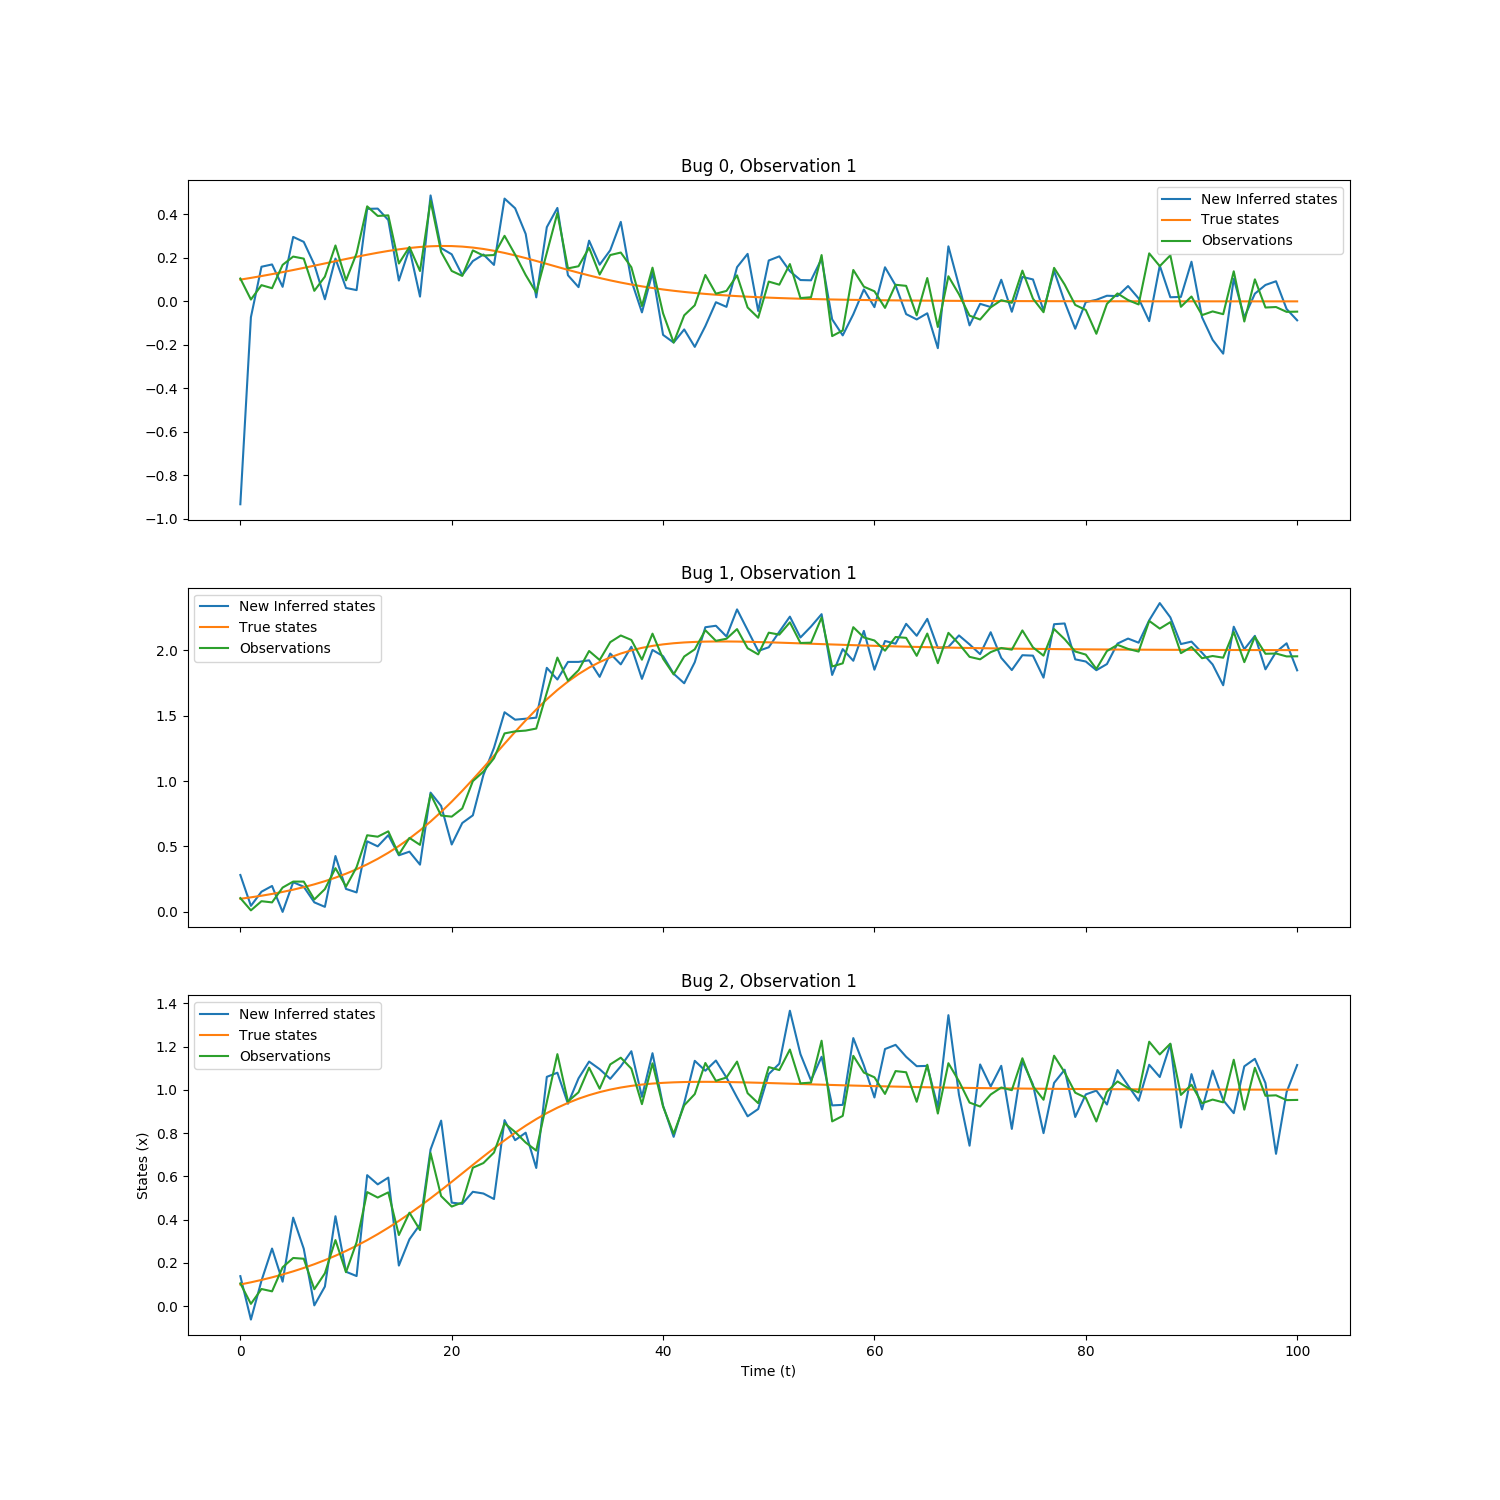 Bug 0, Observation 1
New Inferred states
True states
Observations
0.4
0.2
0.0
−0.2
−0.4
−0.6
−0.8
−1.0
Bug 1, Observation 1
New Inferred states
True states
Observations
2.0
1.5
1.0
0.5
0.0
Bug 2, Observation 1
New Inferred states
True states
Observations
1.4
1.2
1.0
0.8
0.6
0.4
0.2
0.0
States (x)
0 20 40 60 80 100
Time (t)